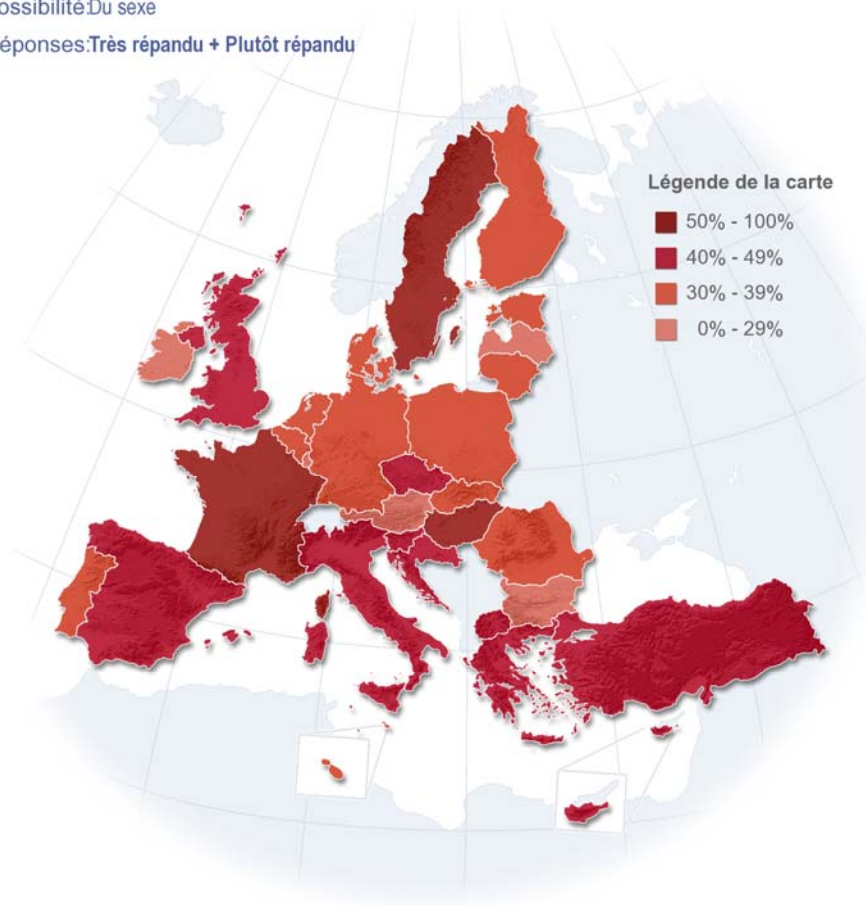 ossibilité:Du sexe
éponses:Très répandu + Plutôt répandu
Légende de la carte
50% - 100%
40% - 49%
30% - 39%
0% - 29%